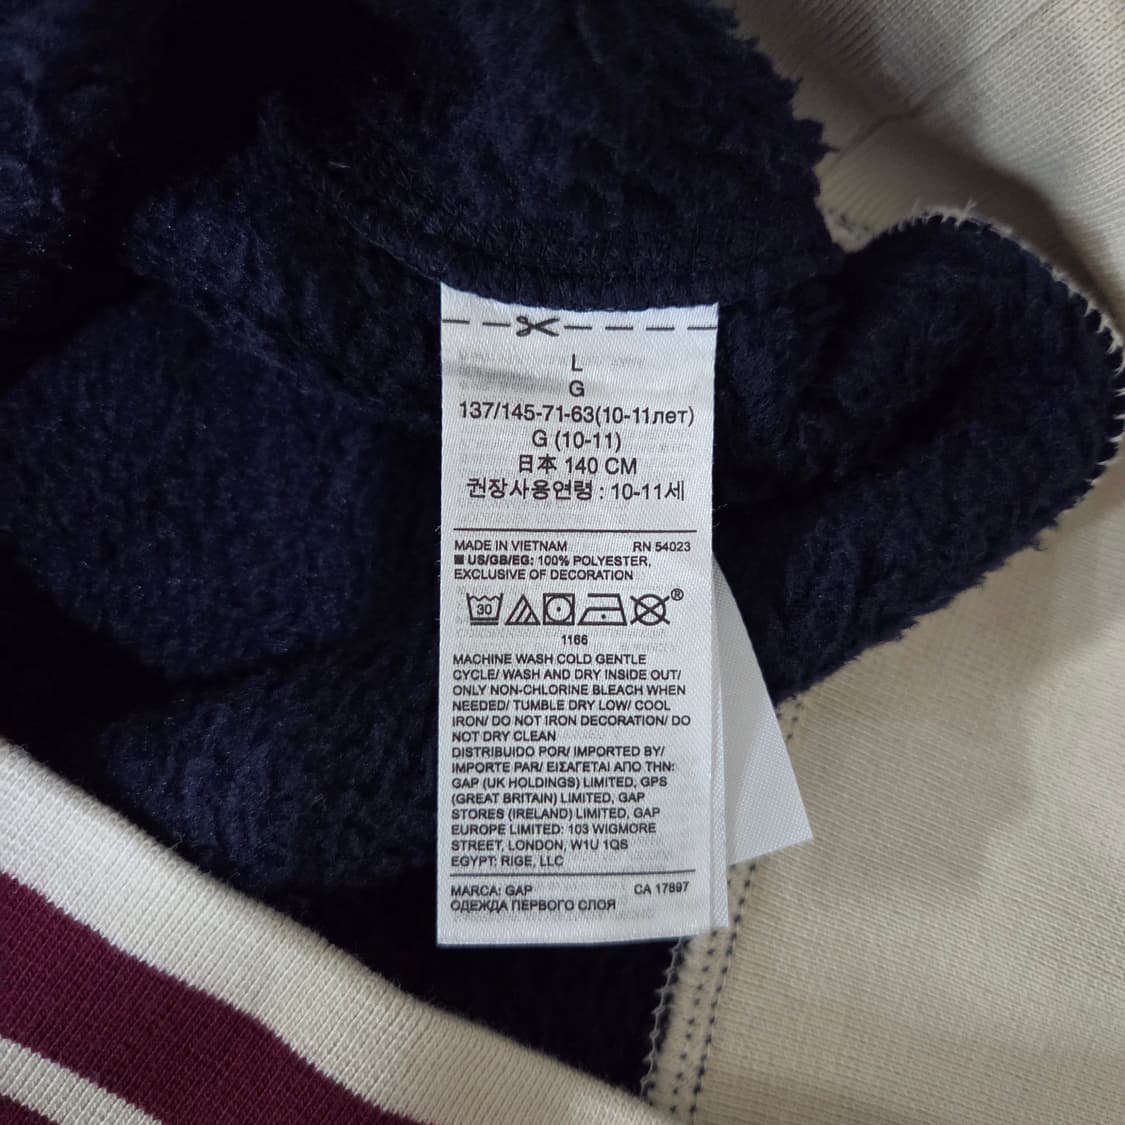 L
G
137/145-71-63(10-11лет)
G (10-11)
日本 140 CM
권장사용연령 : 10-11세
MADE IN VIETNAM RN 54023
US/GB/EG: 100% POLYESTER,
EXCLUSIVE OF DECORATION
30 ®
1166
MACHINE WASH COLD GENTLE
CYCLE/ WASH AND DRY INSIDE OUT/
ONLY NON-CHLORINE BLEACH WHEN
NEEDED/ TUMBLE DRY LOW/ COOL
IRON/ DO NOT IRON DECORATION/ DO
NOT DRY CLEAN
DISTRIBUIDO POR/ IMPORTED BY/
IMPORTE PAR/ ΕΙΣΑΓΕΤΑΙ ΑΠΟ ΤΗΝ:
GAP (UK HOLDINGS) LIMITED, GPS
(GREAT BRITAIN) LIMITED, GAP
STORES (IRELAND) LIMITED, GAP
EUROPE LIMITED: 103 WIGMORE
STREET, LONDON, W1U 1QS
EGYPT: RIGE, LLC
MARCA: GAP CA 17897
ОДЕЖДА ПЕРВОГО СЛОЯ